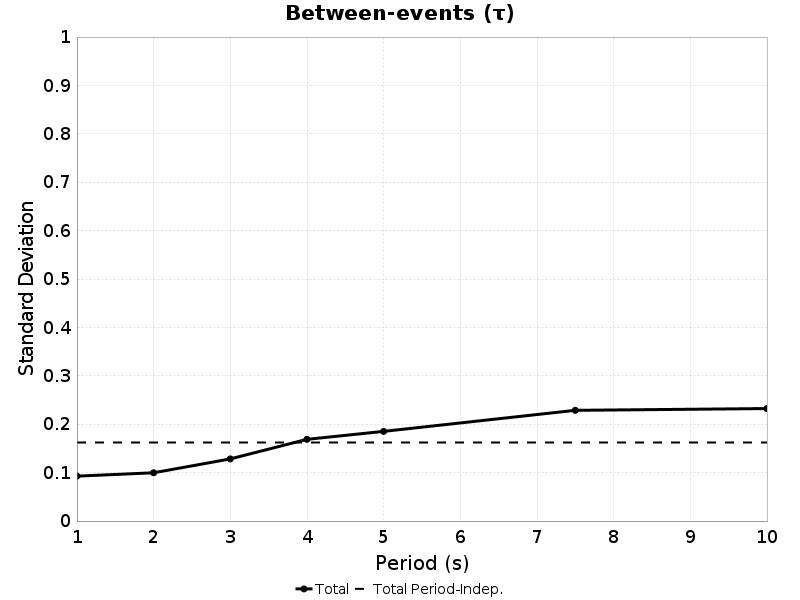 Between-events (τ)
1
0.9
0.8
0.7
0.6
0.5
0.4
0.3
0.2
0.1
0
Standard Deviation
1 2 3 4 5 6 7 8 9 10
Period (s)
Total Total Period-Indep.